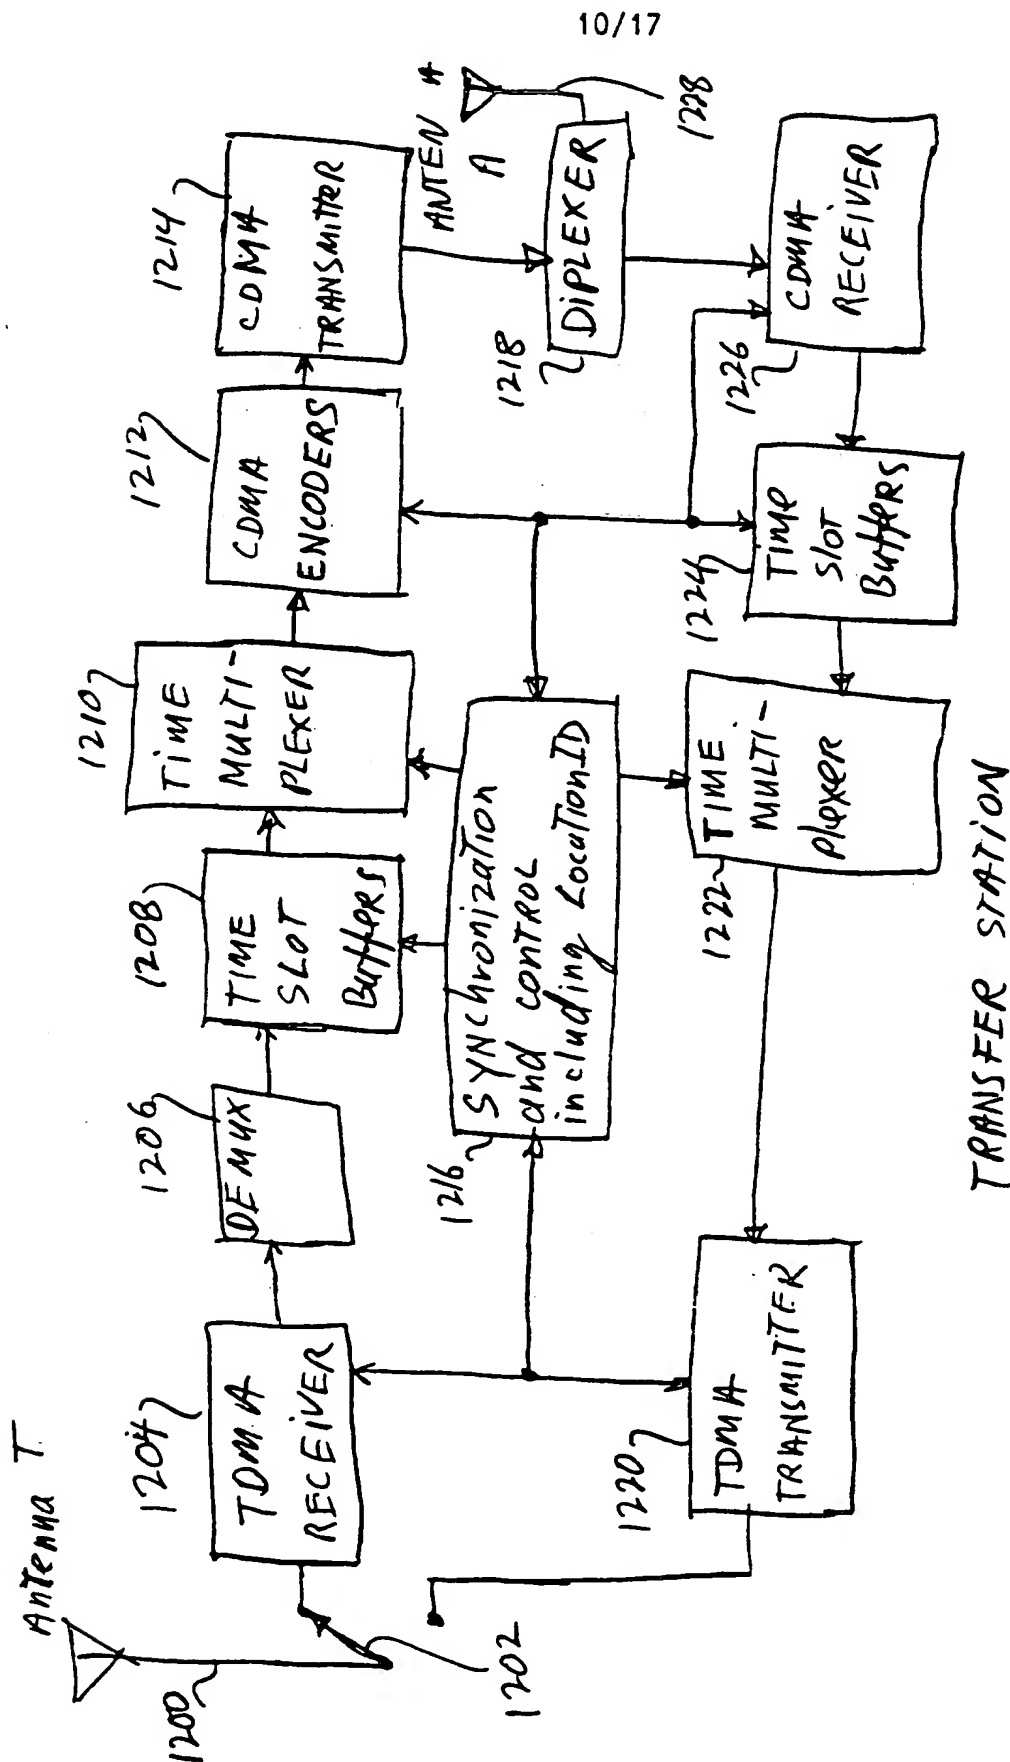 10/17
Antenna T.
1200
1202
1204
TDMA
RECEIVER
1206
DEMUX
1208
TIME
SLOT
Buffers
1210
TIME
MULTI-
PLEXER
1212
CDMA
ENCODERS
1214
CDMA
TRANSMitteR
ANTEN A
A
1228
1218
DiPLEXER
1216
SYNchronization
and control
including Location ID
1220
TDMA
TRANSMITTER
1222
TIME
MULTI-
plexer
1224
Time
Slot
Buffers
1226
CDMA
RECEIVER
TRANSFER STATION